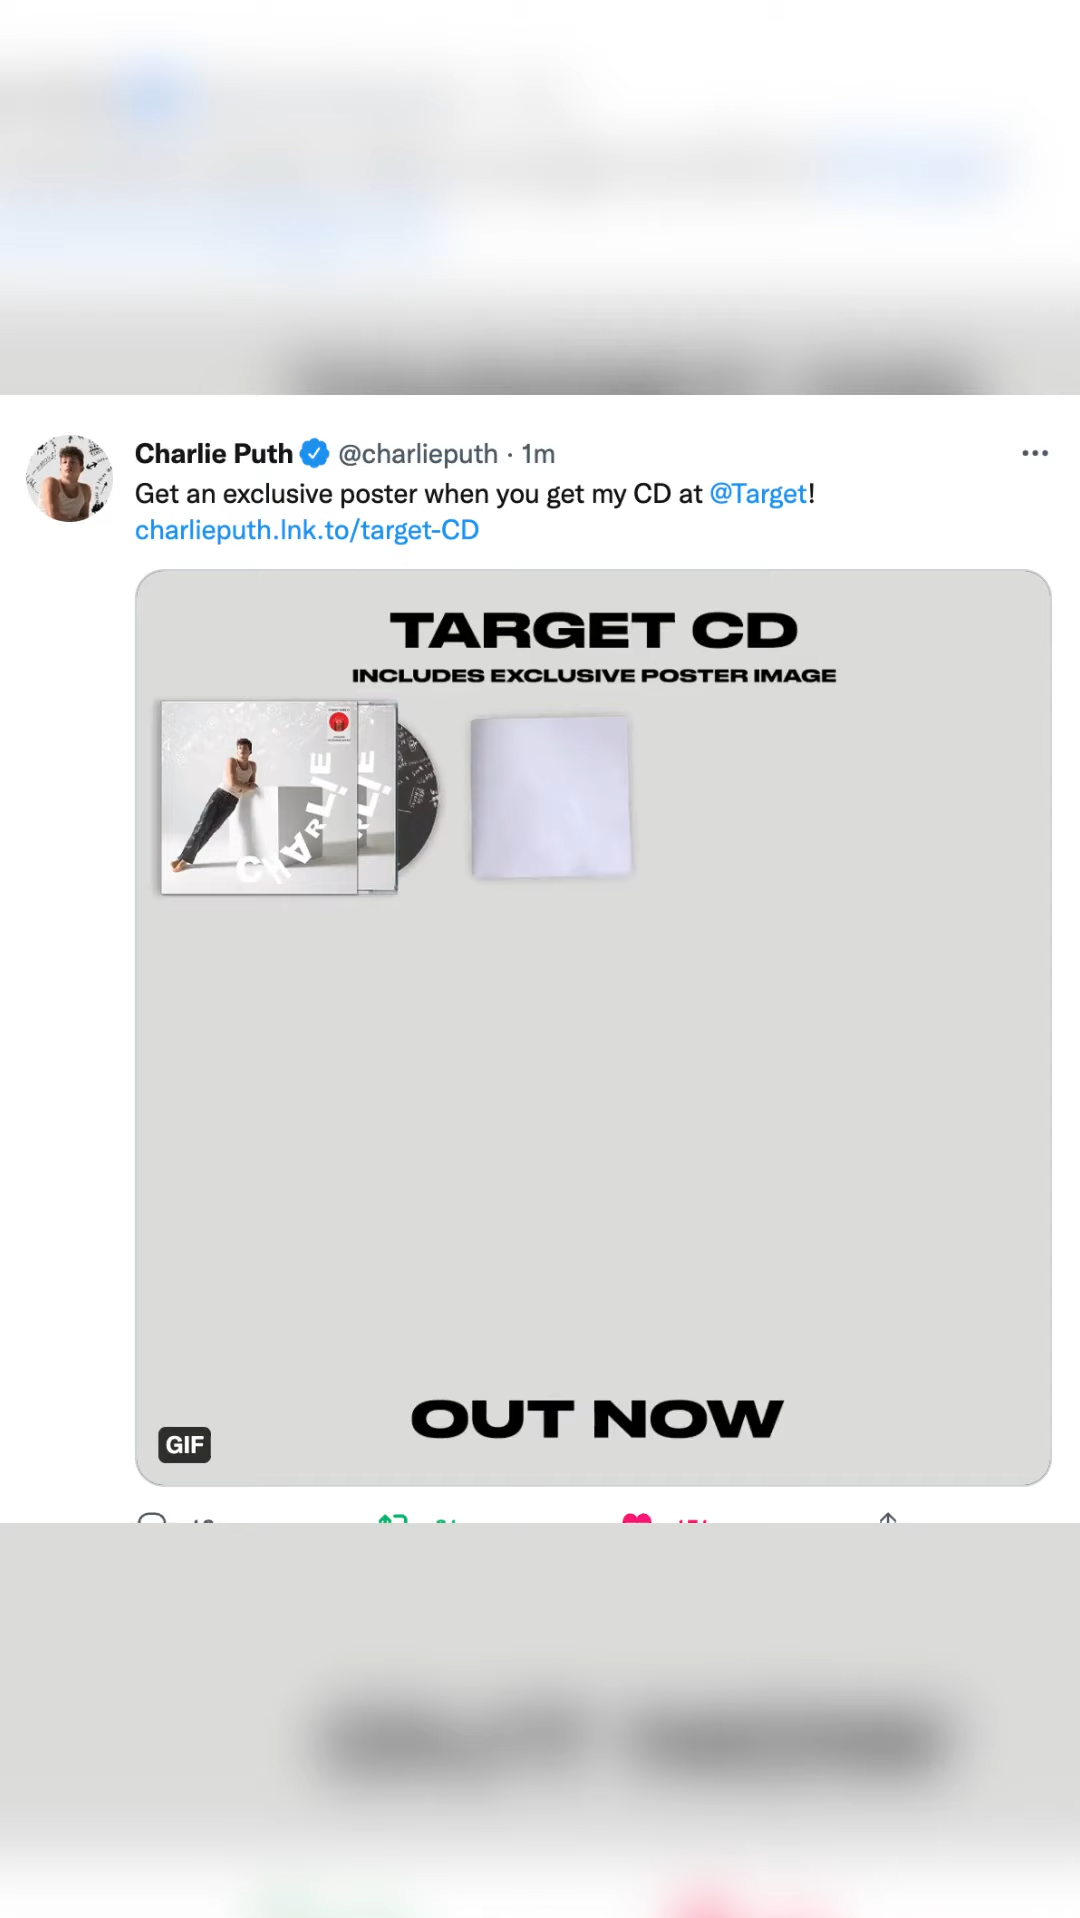 Charlie Puth @charlieputh · 1m
Get an exclusive poster when you get my CD at @Target!
charlieputh.lnk.to/target-CD
TARGET CD
INCLUDES EXCLUSIVE POSTER IMAGE
CHARLIE
OUT NOW
GIF